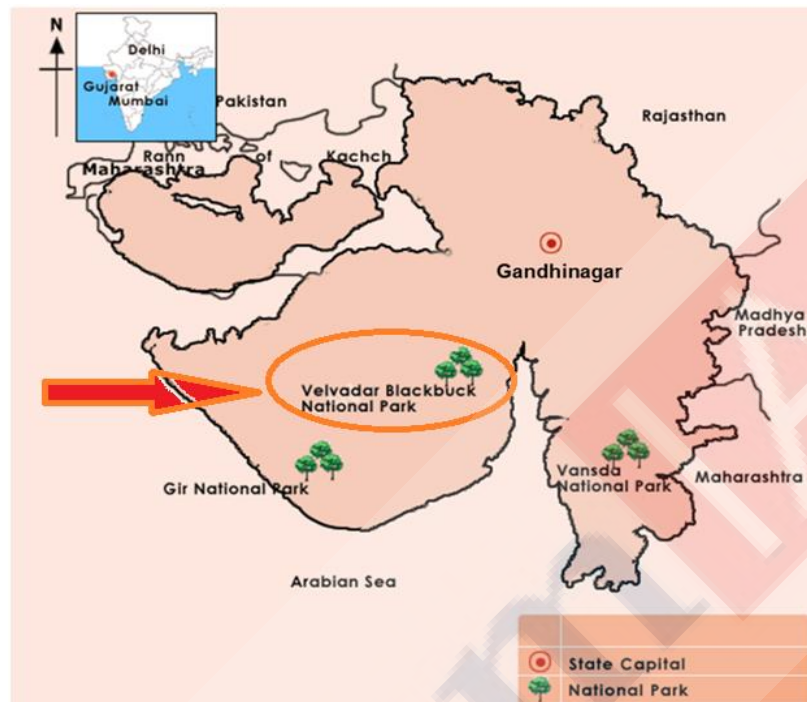 N
Delhi
Gujarat
Mumbai
Pakistan
Rajasthan
Rann of Kachch
Maharashtra
Gandhinagar
Madhya
Pradesh
Velvadar Blackbuck
National Park
Gir National Park
Vansda
National Park
Maharashtra
Arabian Sea
State Capital
National Park